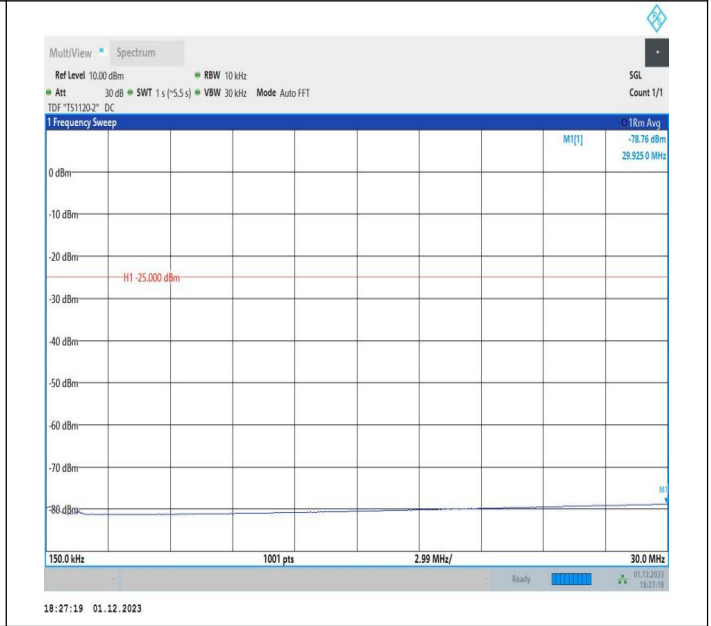 R S
MultiView Spectrum
Ref Level 10.00 dBm RBW 10 kHz SGL
Att 30 dB SWT 1 s (~5.5 s) VBW 30 kHz Mode Auto FFT Count 1/1
TDF "TS1120-2" DC
1 Frequency Sweep 1Rm Avg
M1[1] -78.76 dBm
29.925 0 MHz
0 dBm
-10 dBm
-20 dBm
H1 -25.000 dBm
-30 dBm
-40 dBm
-50 dBm
-60 dBm
-70 dBm
M1
-80 dBm
150.0 kHz 1001 pts 2.99 MHz/ 30.0 MHz
Ready 01.12.2023
18:27:18
18:27:19 01.12.2023